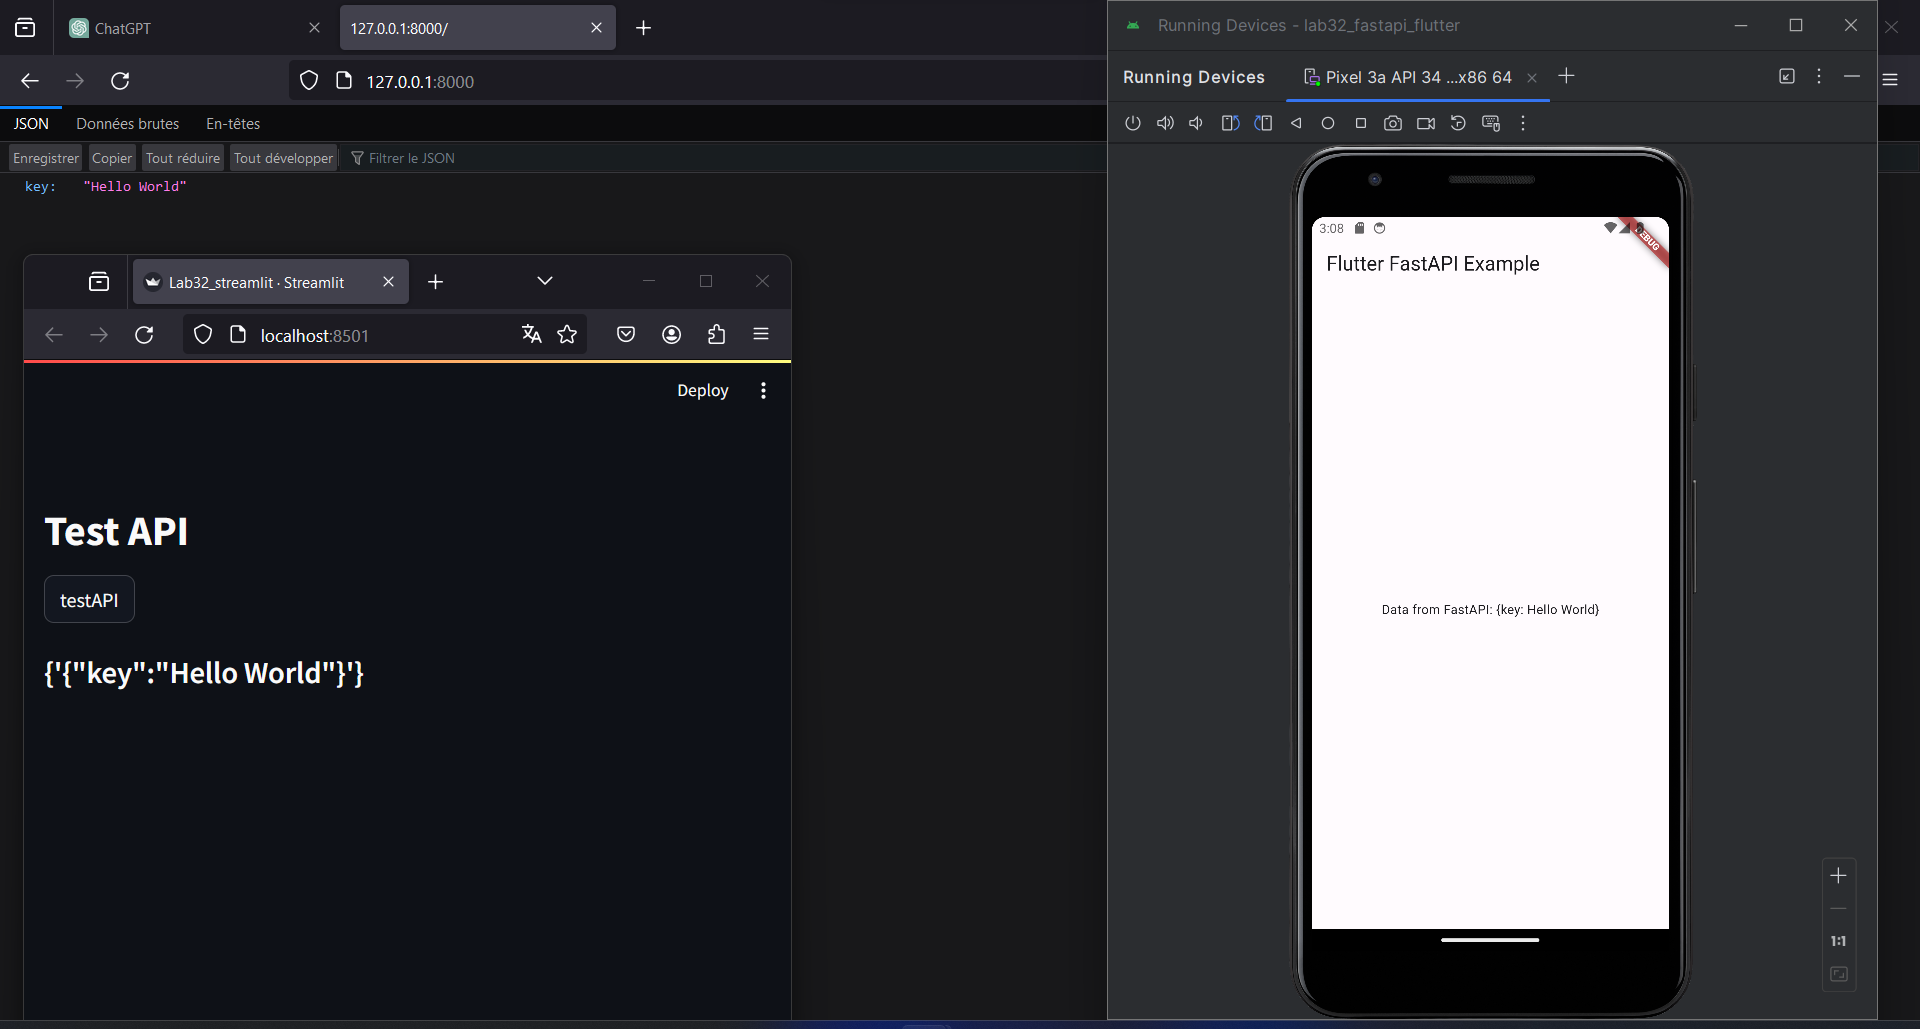 ChatGPT
127.0.0.1:8000/
127.0.0.1:8000
JSON
Données brutes
En-têtes
Enregistrer
Copier
Tout réduire
Tout développer
Filtrer le JSON
key: "Hello World"
Lab32_streamlit · Streamlit
localhost:8501
Deploy
Test API
testAPI
{'{"key":"Hello World"}'}
Running Devices - lab32_fastapi_flutter
Running Devices
Pixel 3a API 34 ...x86 64
3:08
DEBUG
Flutter FastAPI Example
Data from FastAPI: {key: Hello World}
1:1